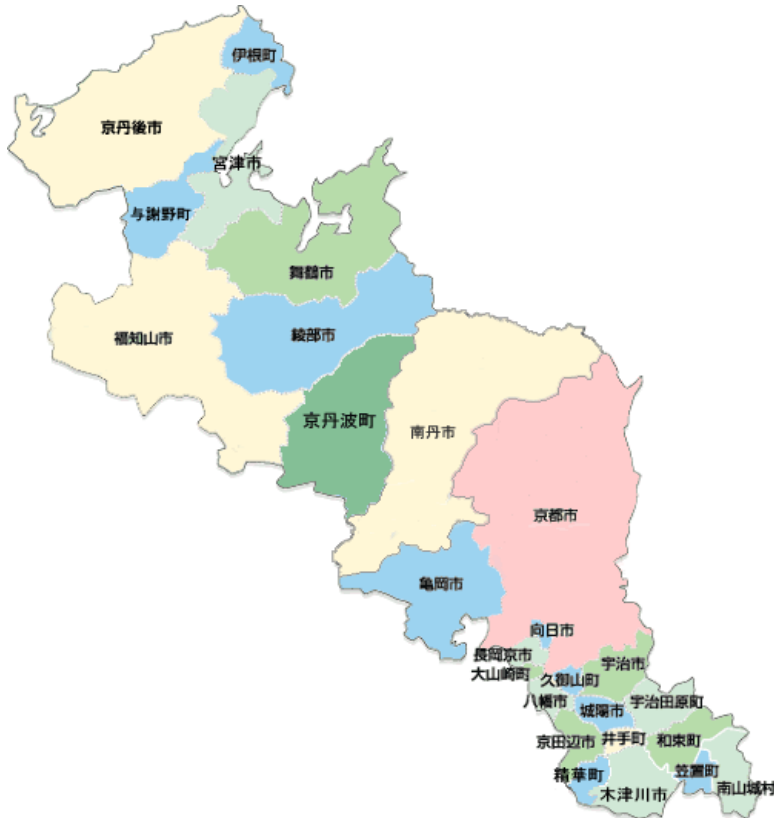 伊根町
京丹後市
宮津市
与謝野町
舞鶴市
福知山市
綾部市
京丹波町
南丹市
京都市
亀岡市
向日市
長岡京市
宇治市
大山崎町
久御山町
八幡市
宇治田原町
城陽市
京田辺市
井手町
和束町
精華町
笠置町
南山城村
木津川市